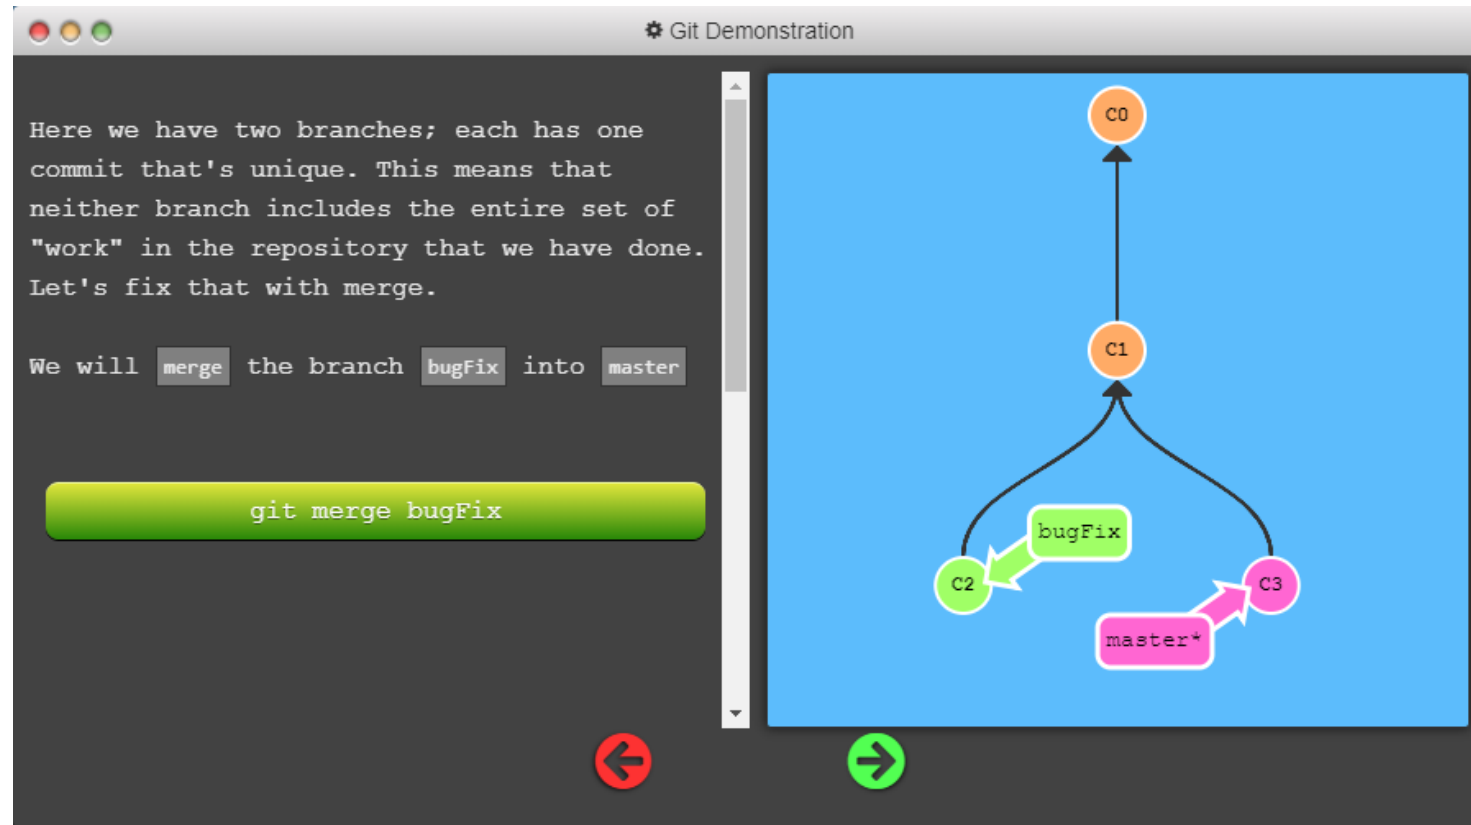 Git Demonstration
Here we have two branches; each has one
commit that's unique. This means that
neither branch includes the entire set of
"work" in the repository that we have done.
Let's fix that with merge.
We will merge the branch bugFix into master
git merge bugFix
C0
C1
bugFix
C2
C3
master*